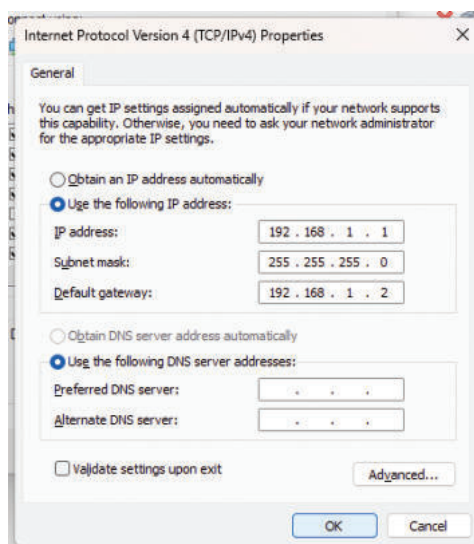 Internet Protocol Version 4 (TCP/IPv4) Properties
General
You can get IP settings assigned automatically if your network supports
this capability. Otherwise, you need to ask your network administrator
for the appropriate IP settings.
Obtain an IP address automatically
Use the following IP address:
IP address: 192 . 168 . 1 . 1
Subnet mask: 255 . 255 . 255 . 0
Default gateway: 192 . 168 . 1 . 2
Obtain DNS server address automatically
Use the following DNS server addresses:
Preferred DNS server: . . .
Alternate DNS server: . . .
Validate settings upon exit
Advanced...
OK Cancel